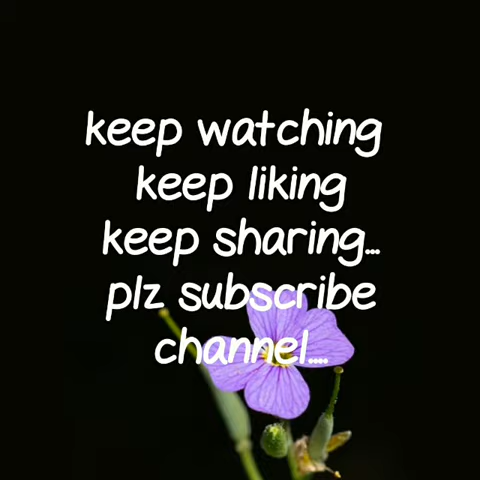 keep watching
keep liking
keep sharing...
plz subscribe
channel....